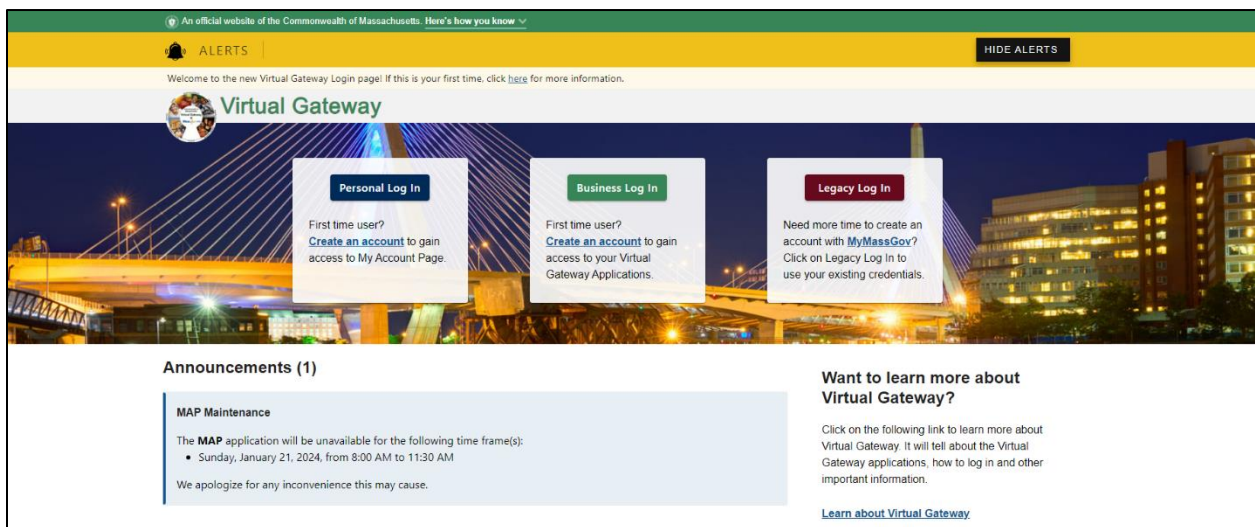 An official website of the Commonwealth of Massachusetts. Here's how you know
ALERTS
HIDE ALERTS
Welcome to the new Virtual Gateway Login page! If this is your first time, click here for more information.
Virtual Gateway
Personal Log In
First time user?
Create an account to gain
access to My Account Page.
Business Log In
First time user?
Create an account to gain
access to your Virtual
Gateway Applications.
Legacy Log In
Need more time to create an
account with MyMassGov?
Click on Legacy Log In to
use your existing credentials.
Announcements (1)
MAP Maintenance
The MAP application will be unavailable for the following time frame(s):
• Sunday, January 21, 2024, from 8:00 AM to 11:30 AM
We apologize for any inconvenience this may cause.
Want to learn more about
Virtual Gateway?
Click on the following link to learn more about
Virtual Gateway. It will tell about the Virtual
Gateway applications, how to log in and other
important information.
Learn about Virtual Gateway